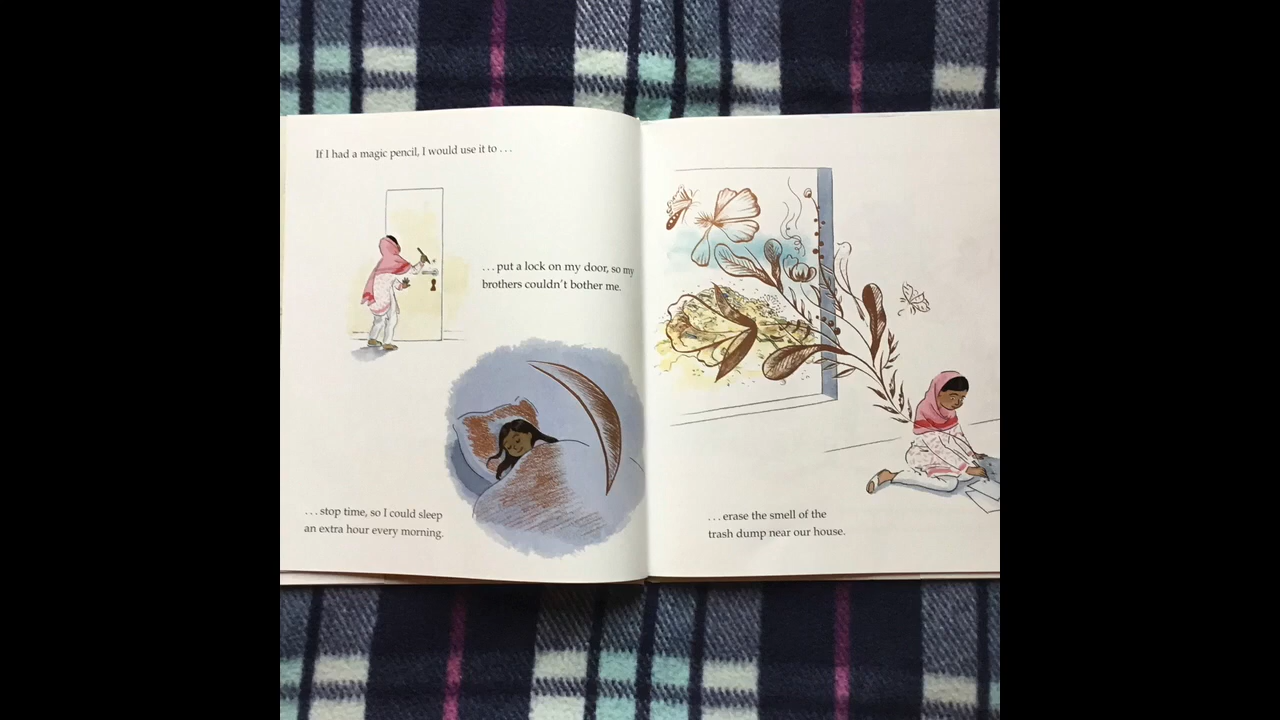 If I had a magic pencil, I would use it to . . .
. . . put a lock on my door, so my
brothers couldn't bother me.
. . . stop time, so I could sleep
an extra hour every morning.
. . . erase the smell of the
trash dump near our house.